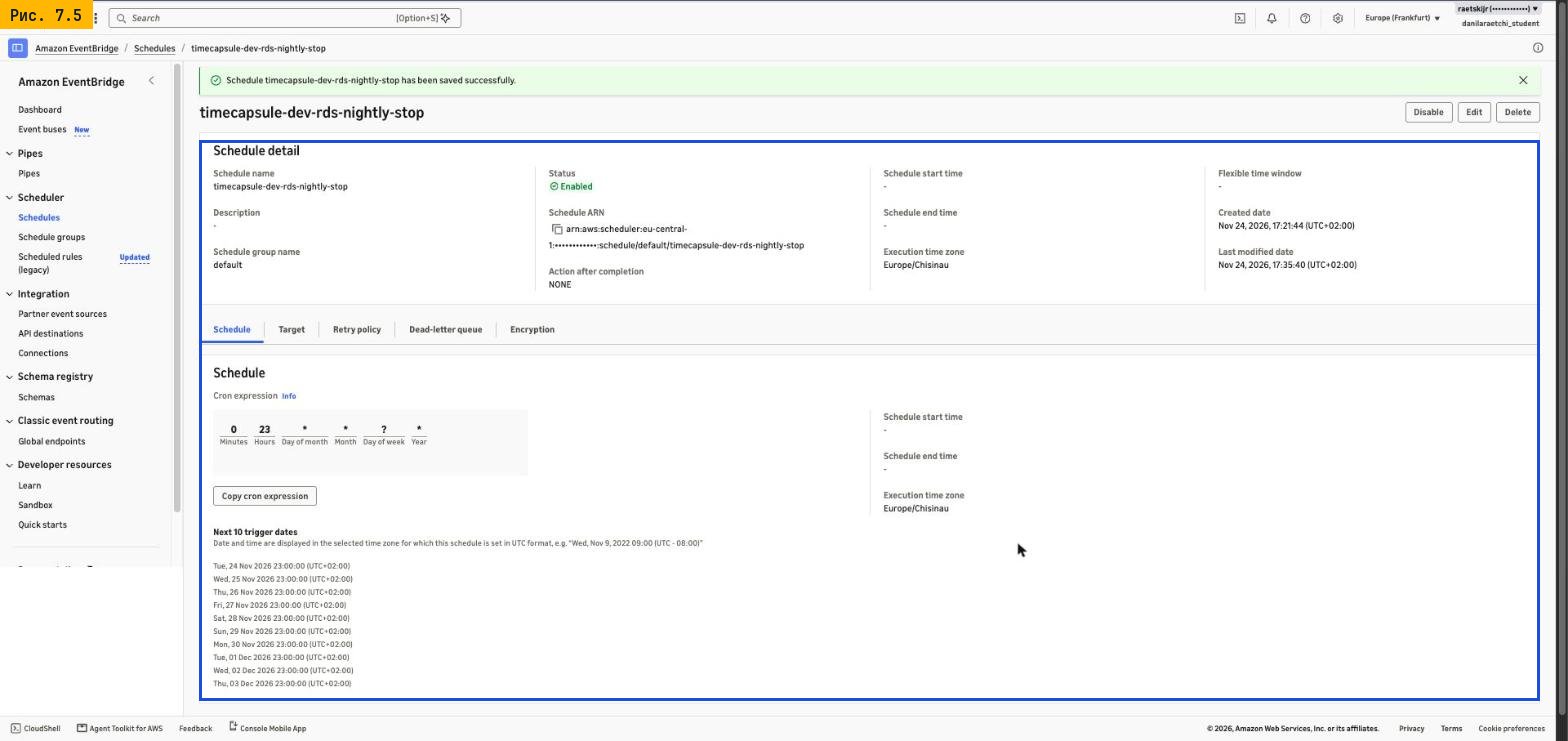 Рис. 7.5
Search
[Option+S]
Europe (Frankfurt) ▼
raetskijr (••••••••••••) ▼
danilaraetchi_student
Amazon EventBridge / Schedules / timecapsule-dev-rds-nightly-stop
Amazon EventBridge
Dashboard
Event buses New
Pipes
Pipes
Scheduler
Schedules
Schedule groups
Scheduled rules (legacy) Updated
Integration
Partner event sources
API destinations
Connections
Schema registry
Schemas
Classic event routing
Global endpoints
Developer resources
Learn
Sandbox
Quick starts
Schedule timecapsule-dev-rds-nightly-stop has been saved successfully.
timecapsule-dev-rds-nightly-stop
Disable
Edit
Delete
Schedule detail
Schedule name
timecapsule-dev-rds-nightly-stop
Description
-
Schedule group name
default
Status
Enabled
Schedule ARN
arn:aws:scheduler:eu-central-
1:••••••••••••:schedule/default/timecapsule-dev-rds-nightly-stop
Action after completion
NONE
Schedule start time
-
Schedule end time
-
Execution time zone
Europe/Chisinau
Flexible time window
-
Created date
Nov 24, 2026, 17:21:44 (UTC+02:00)
Last modified date
Nov 24, 2026, 17:35:40 (UTC+02:00)
Schedule
Target
Retry policy
Dead-letter queue
Encryption
Schedule
Cron expression Info
0 23 * * ? *
Minutes Hours Day of month Month Day of week Year
Copy cron expression
Schedule start time
-
Schedule end time
-
Execution time zone
Europe/Chisinau
Next 10 trigger dates
Date and time are displayed in the selected time zone for which this schedule is set in UTC format, e.g. "Wed, Nov 9, 2022 09:00 (UTC - 08:00)"
Tue, 24 Nov 2026 23:00:00 (UTC+02:00)
Wed, 25 Nov 2026 23:00:00 (UTC+02:00)
Thu, 26 Nov 2026 23:00:00 (UTC+02:00)
Fri, 27 Nov 2026 23:00:00 (UTC+02:00)
Sat, 28 Nov 2026 23:00:00 (UTC+02:00)
Sun, 29 Nov 2026 23:00:00 (UTC+02:00)
Mon, 30 Nov 2026 23:00:00 (UTC+02:00)
Tue, 01 Dec 2026 23:00:00 (UTC+02:00)
Wed, 02 Dec 2026 23:00:00 (UTC+02:00)
Thu, 03 Dec 2026 23:00:00 (UTC+02:00)
CloudShell
Agent Toolkit for AWS
Feedback
Console Mobile App
© 2026, Amazon Web Services, Inc. or its affiliates.
Privacy
Terms
Cookie preferences